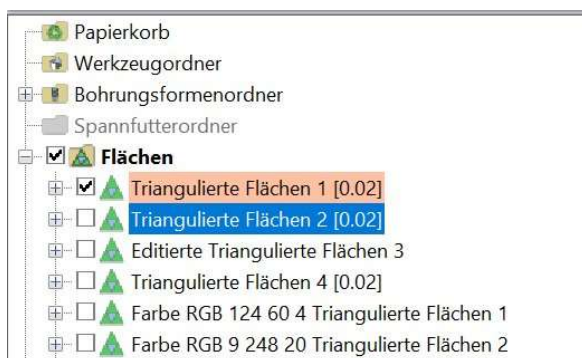 Papierkorb
Werkzeugordner
Bohrungsformenordner
Spannfutterordner
Flächen
Triangulierte Flächen 1 [0.02]
Triangulierte Flächen 2 [0.02]
Editierte Triangulierte Flächen 3
Triangulierte Flächen 4 [0.02]
Farbe RGB 124 60 4 Triangulierte Flächen 1
Farbe RGB 9 248 20 Triangulierte Flächen 2